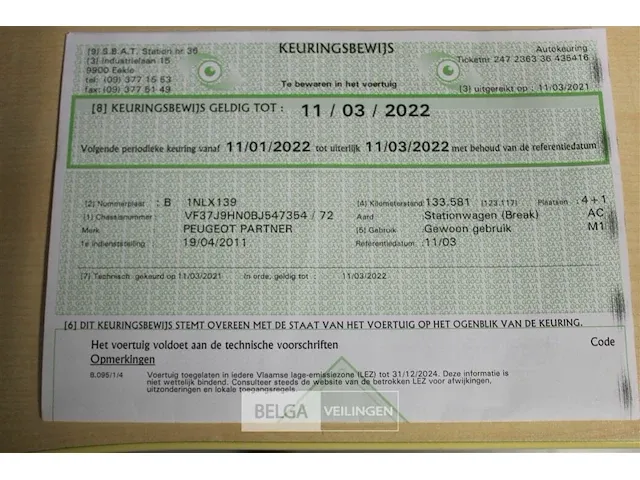 [9] S.B.A.T. Station nr 36
[3] Industrielaan 15
9900 Eeklo
tel: (09) 377 15 53
fax: (09) 377 51 49
KEURINGSBEWIJS
Te bewaren in het voertuig
Autokeuring
Ticketnr 247 2363 36 435416
[3] uitgereikt op : 11/03/2021
[8] KEURINGSBEWIJS GELDIG TOT : 11 / 03 / 2022
Volgende periodieke keuring vanaf 11/01/2022 tot uiterlijk 11/03/2022 met behoud van de referentiedatum
[2] Nummerplaat : B 1NLX139 [4] Kilometerstand 133.581 (123.117) Plaatsen : 4+1
[1] Chassisnummer : VF37J9HN0BJ547354 / 72 Aard Stationwagen (Break) AC
Merk PEUGEOT PARTNER [5] Gebruik Gewoon gebruik M1
1e indienststelling 19/04/2011 Referentiedatum : 11/03
[7] Technisch gekeurd op 11/03/2021 In orde, geldig tot : 11/03/2022
[6] DIT KEURINGSBEWIJS STEMT OVEREEN MET DE STAAT VAN HET VOERTUIG OP HET OGENBLIK VAN DE KEURING.
Het voertuig voldoet aan de technische voorschriften Code
Opmerkingen
8.095/1/4 Voertuig toegelaten in iedere Vlaamse lage-emissiezone (LEZ) tot 31/12/2024. Deze informatie is
niet wettelijk bindend. Consulteer steeds de website van de betrokken LEZ voor afwijkingen,
uitzonderingen en lokale toegangsregels.
BELGA VEILINGEN